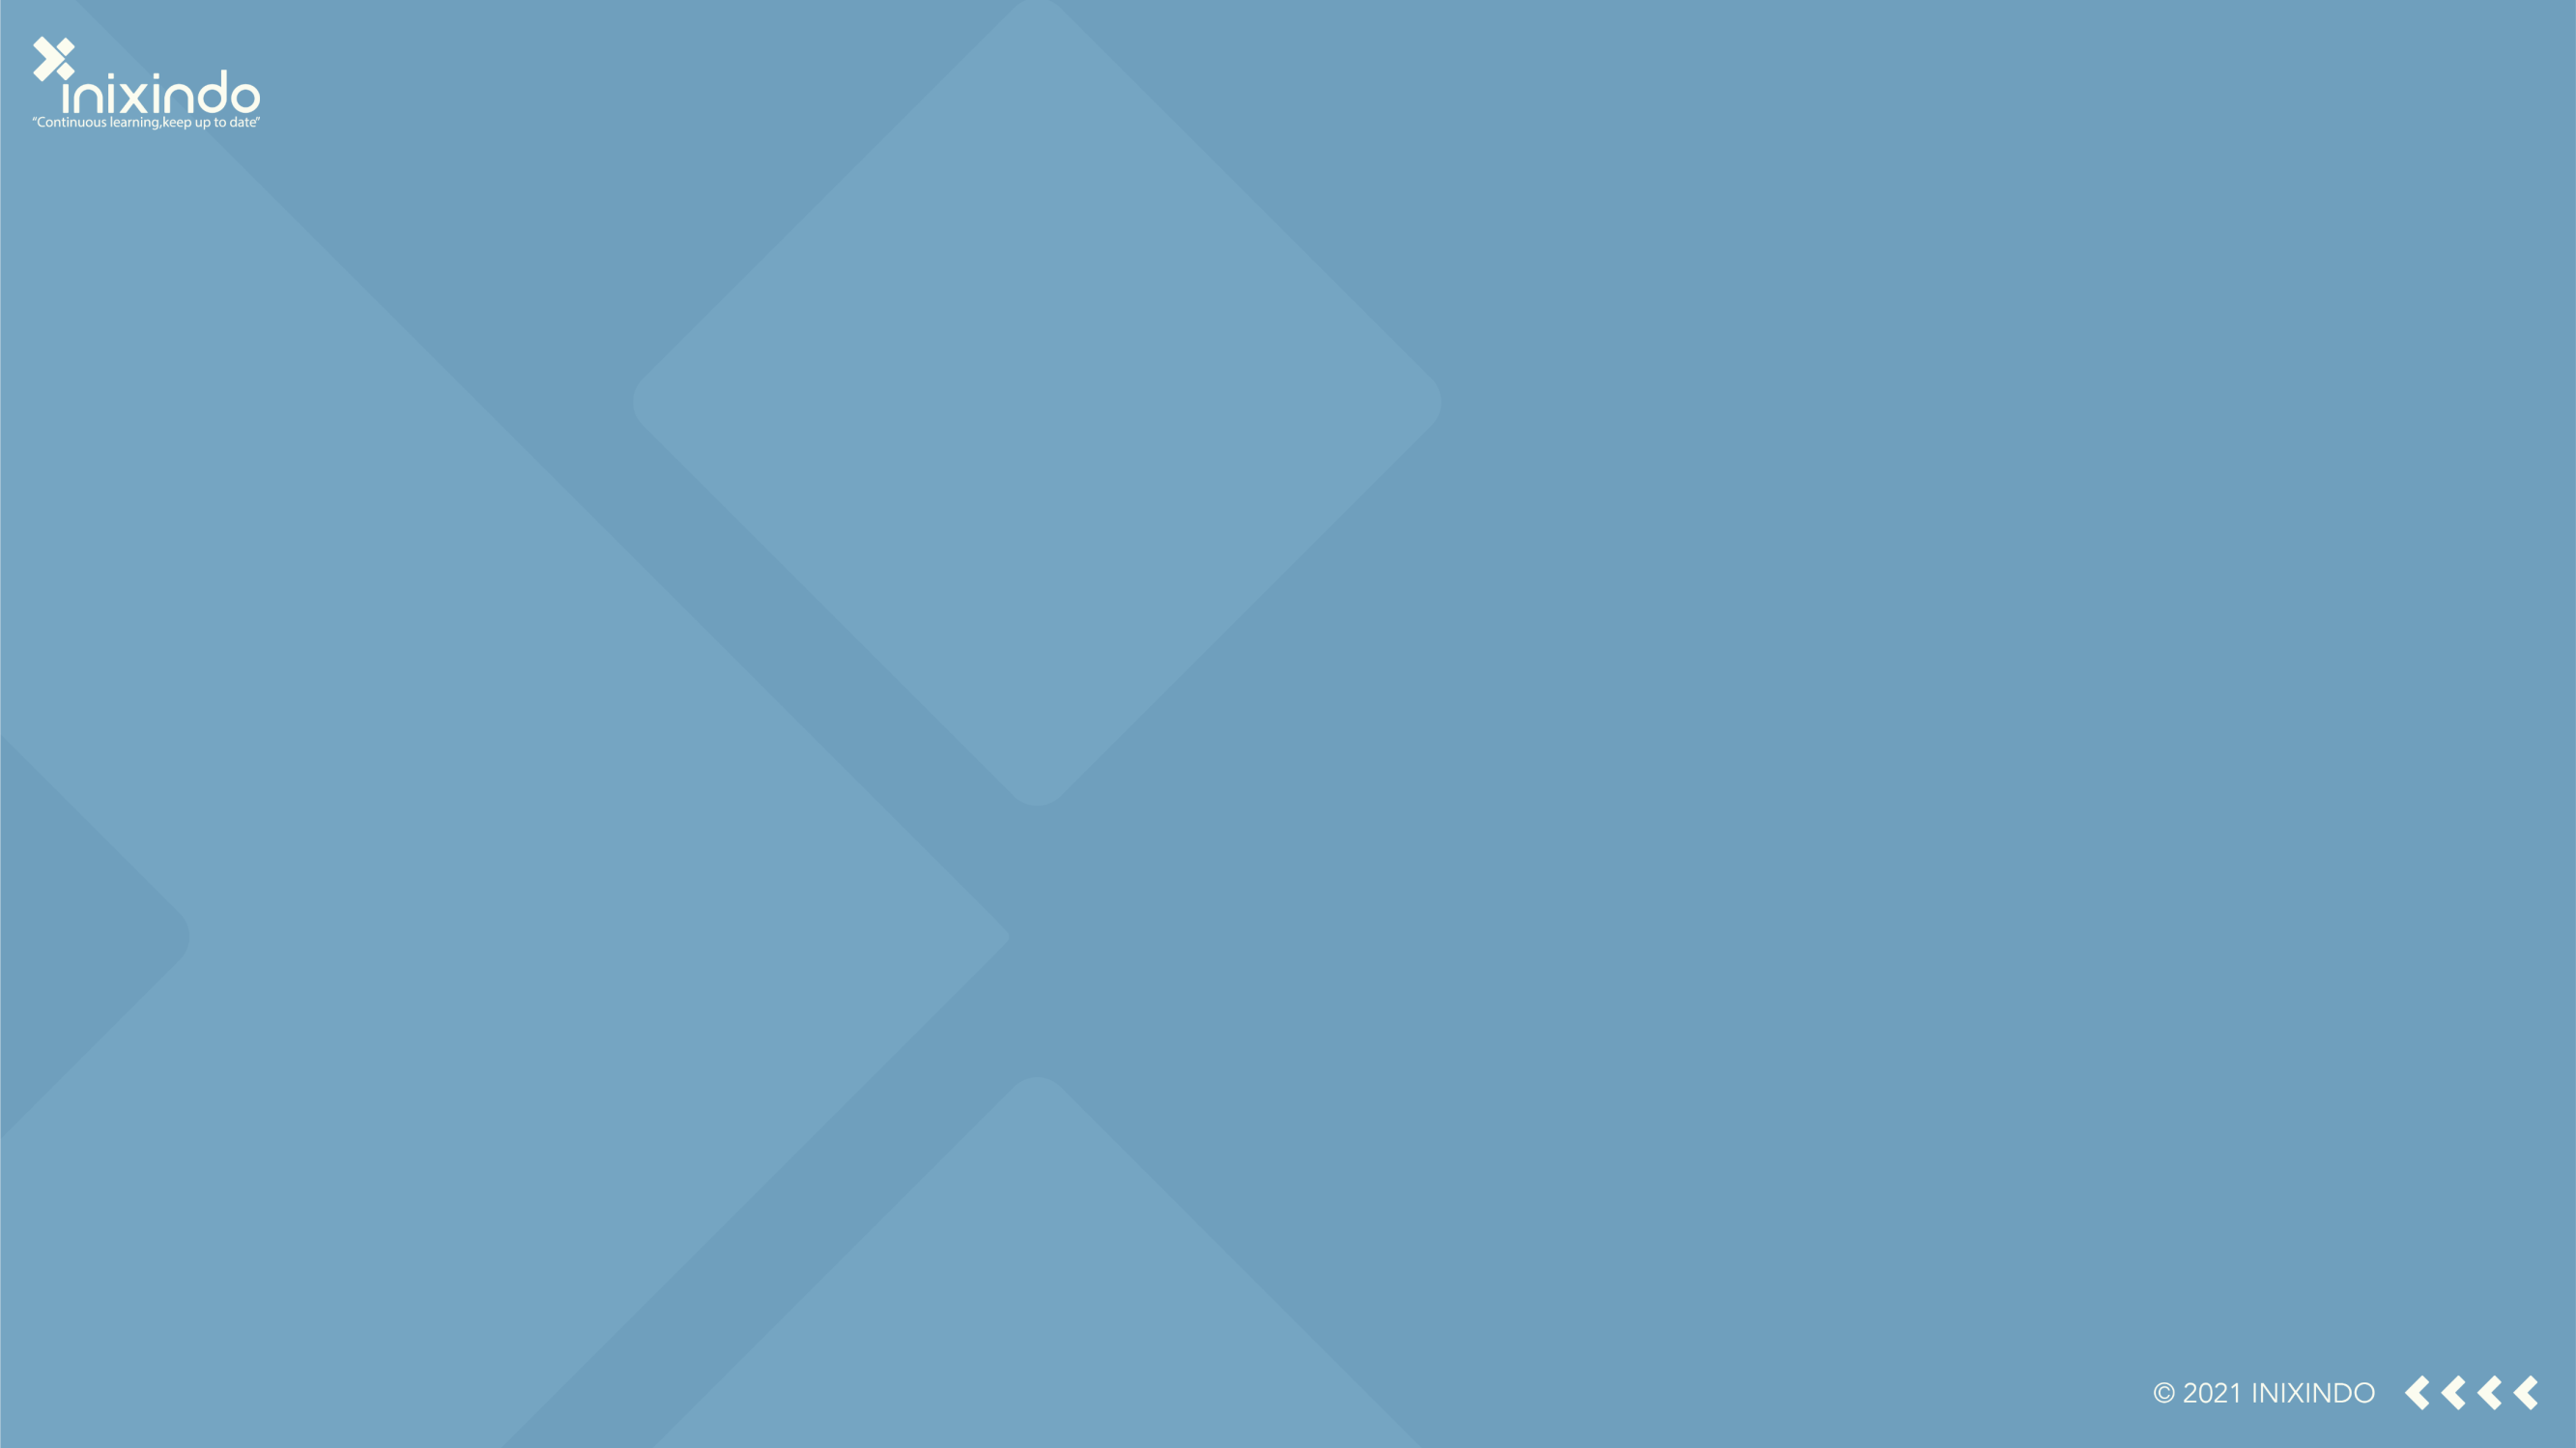 inixindo
“Continuous learning,keep up to date”
© 2021 INIXINDO